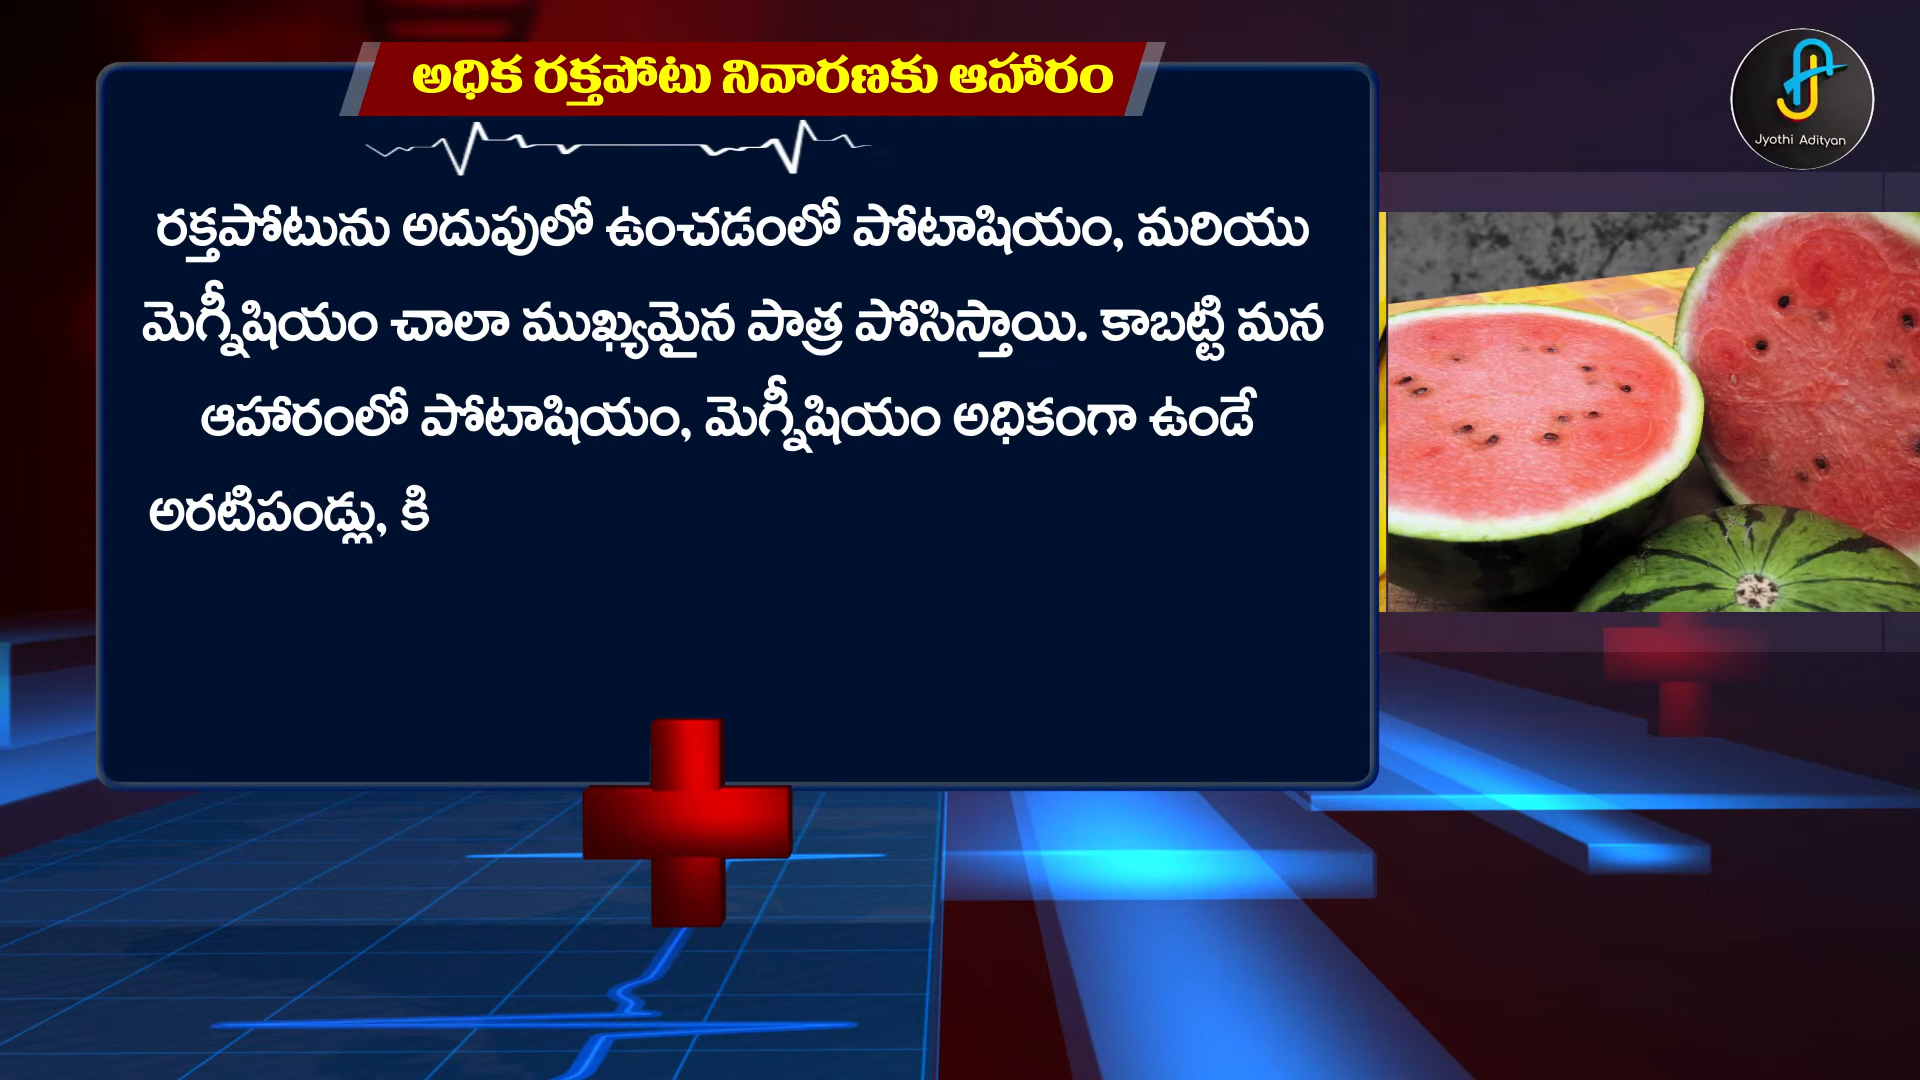 అధిక రక్తపోటు నివారణకు ఆహారం
Jyothi Adityan
రక్తపోటును అదుపులో ఉంచడంలో పోటాషియం, మరియు
మెగ్నీషియం చాలా ముఖ్యమైన పాత్ర పోసిస్తాయి. కాబట్టి మన
ఆహారంలో పోటాషియం, మెగ్నీషియం అధికంగా ఉండే
అరటిపండ్లు, కి